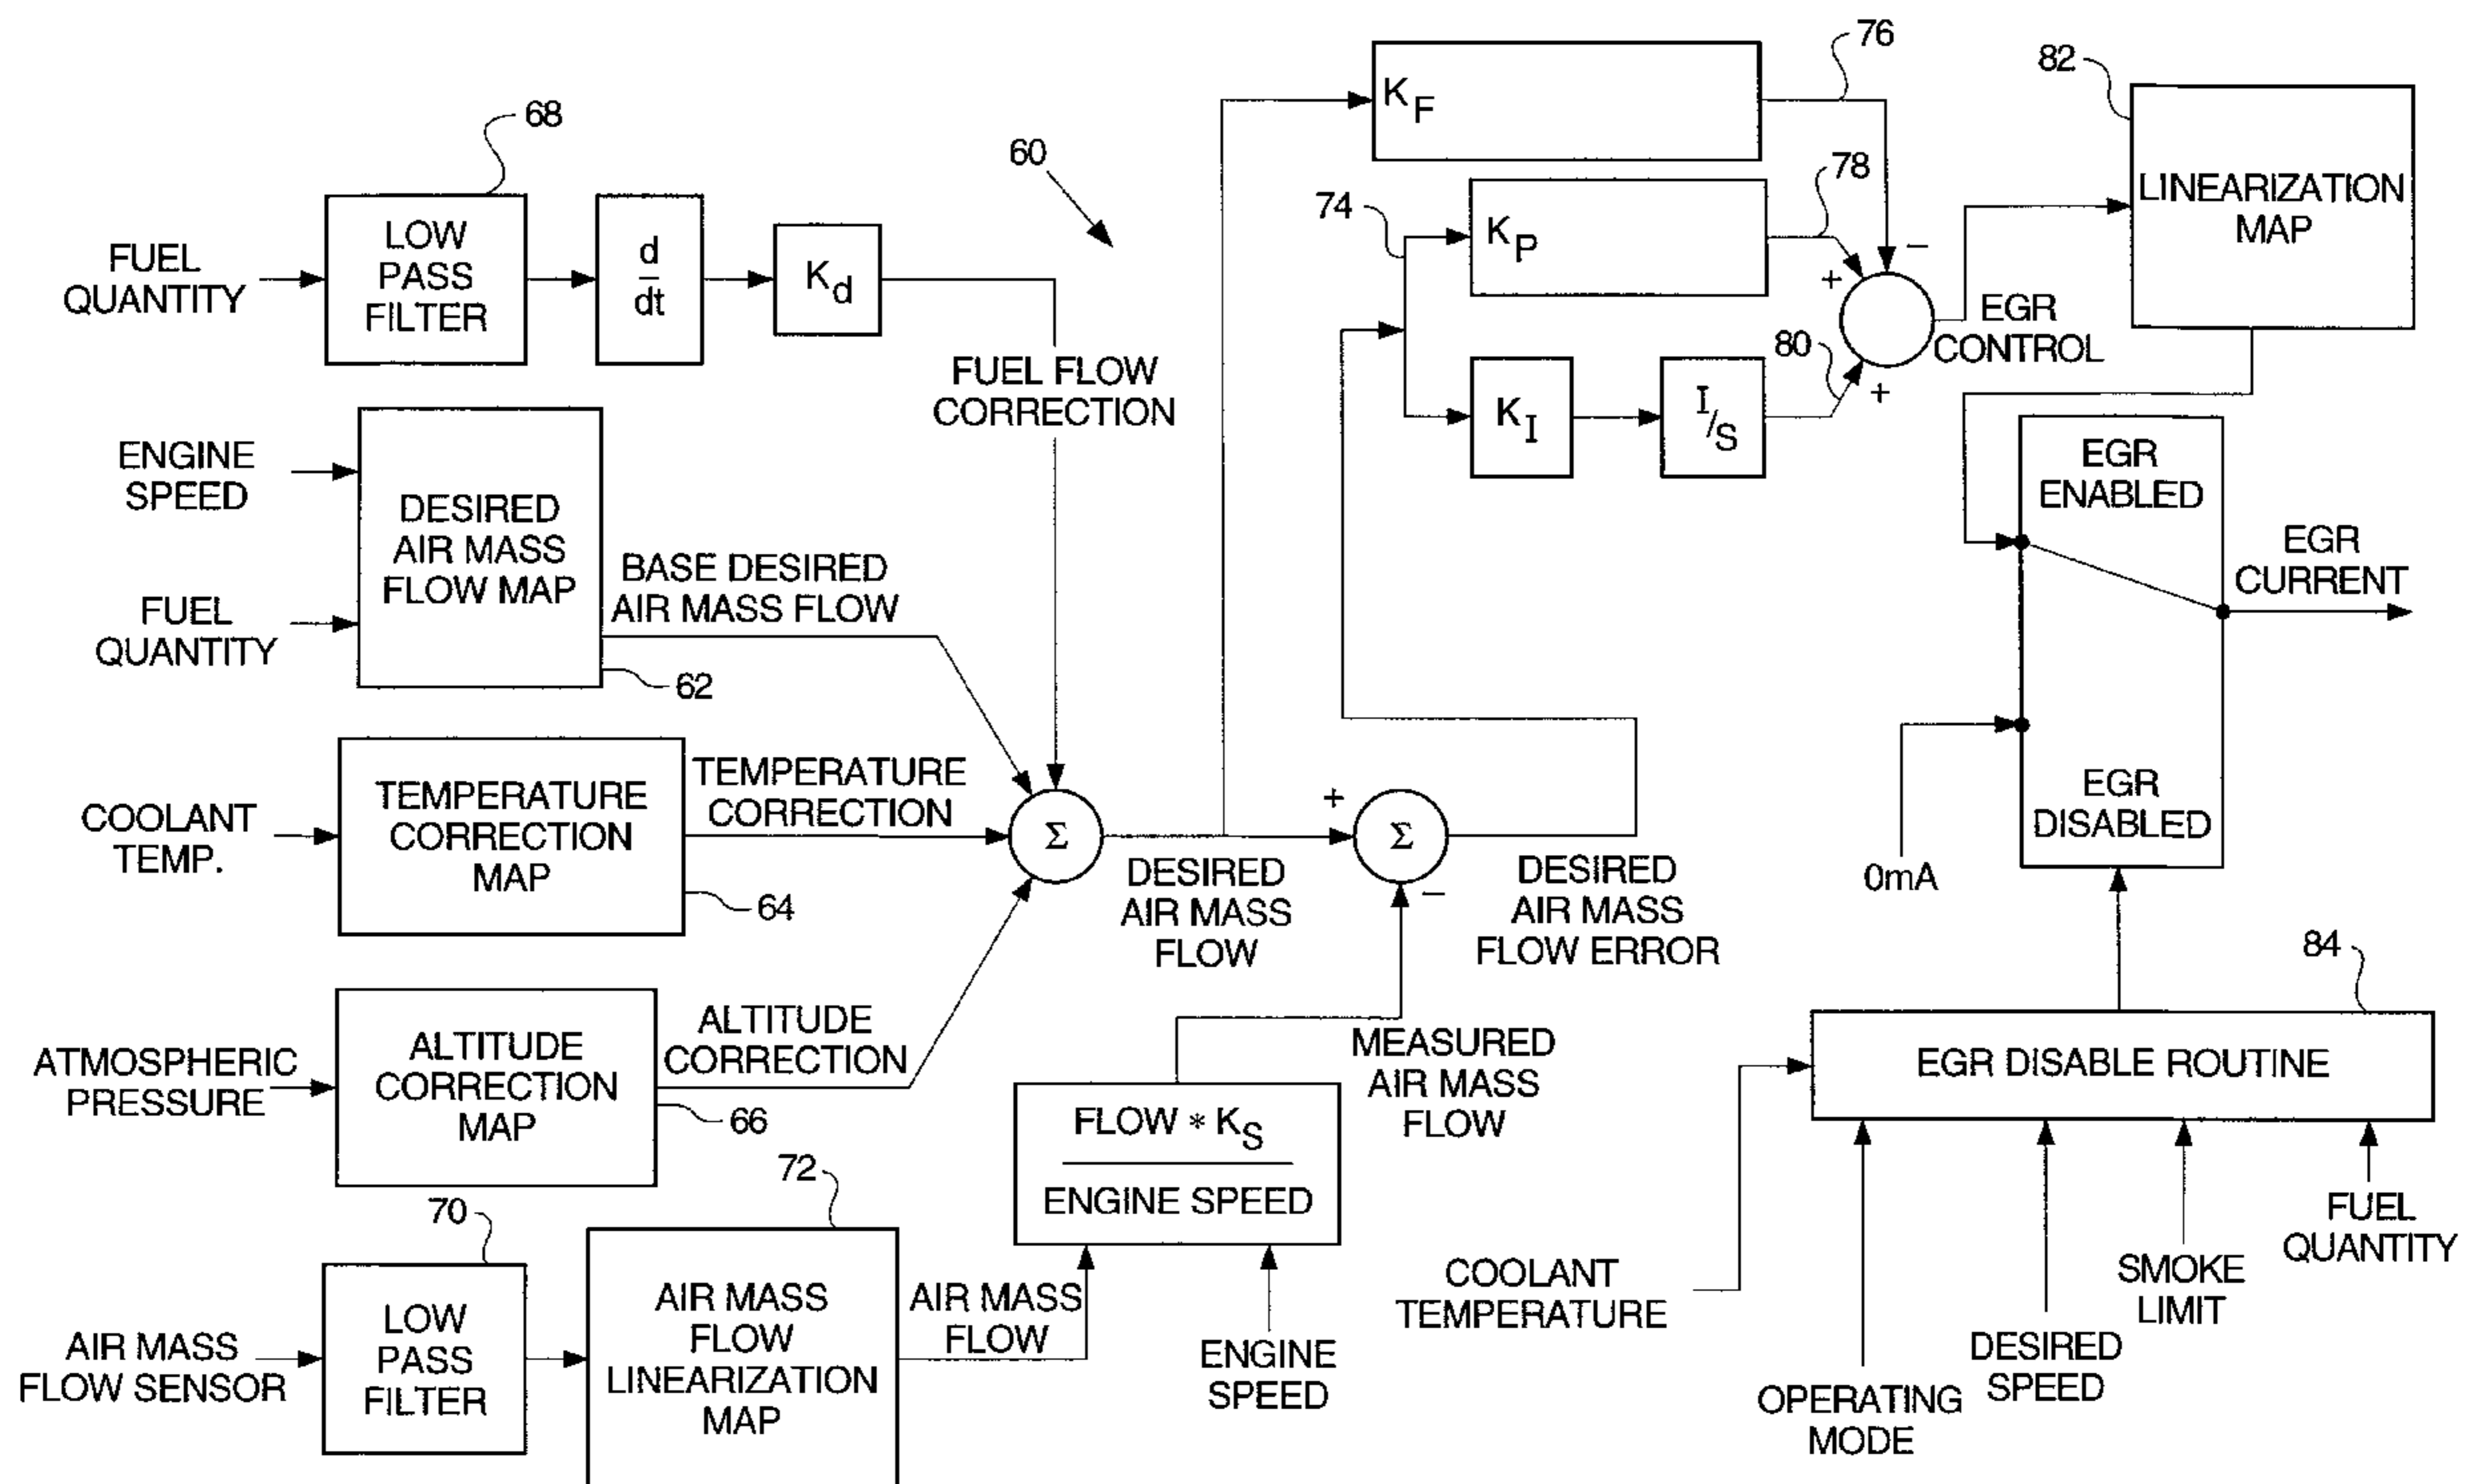 68
LOW
PASS
FILTER
FUEL
QUANTITY
d
dt
Kd
60
FUEL FLOW
CORRECTION
ENGINE
SPEED
FUEL
QUANTITY
DESIRED
AIR MASS
FLOW MAP
62
BASE DESIRED
AIR MASS FLOW
COOLANT
TEMP.
TEMPERATURE
CORRECTION
MAP
64
TEMPERATURE
CORRECTION
Σ
ATMOSPHERIC
PRESSURE
ALTITUDE
CORRECTION
MAP
66
ALTITUDE
CORRECTION
AIR MASS
FLOW SENSOR
70
LOW
PASS
FILTER
72
AIR MASS
FLOW
LINEARIZATION
MAP
AIR MASS
FLOW
FLOW * KS
ENGINE SPEED
ENGINE
SPEED
MEASURED
AIR MASS
FLOW
DESIRED
AIR MASS
FLOW
+
Σ
−
DESIRED
AIR MASS
FLOW ERROR
KF
76
74
KP
78
KI
I/S
80
+
−
+
EGR
CONTROL
82
LINEARIZATION
MAP
EGR
ENABLED
EGR
CURRENT
0mA
EGR
DISABLED
84
EGR DISABLE ROUTINE
COOLANT
TEMPERATURE
OPERATING
MODE
DESIRED
SPEED
SMOKE
LIMIT
FUEL
QUANTITY